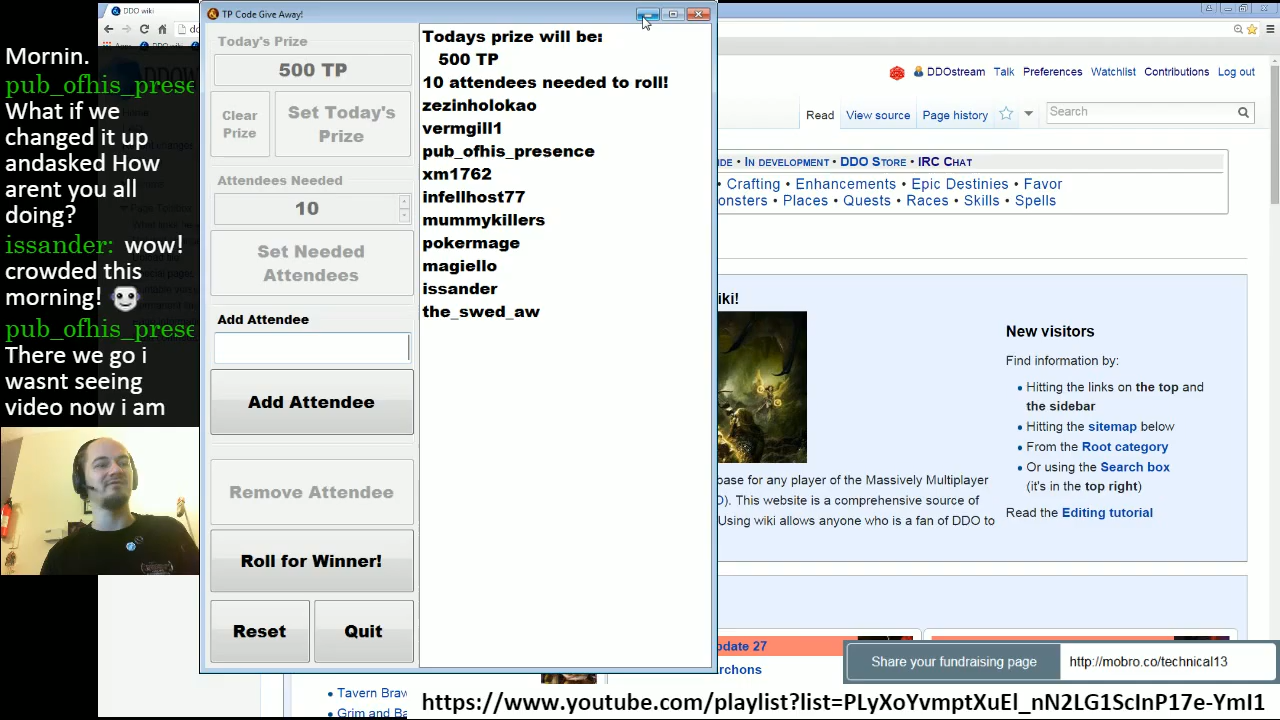 Mornin.
pub_ofhis_prese
What if we
changed it up
andasked How
arent you all
doing?
issander: wow!
crowded this
morning!
pub_ofhis_prese
There we go i
wasnt seeing
video now i am
TP Code Give Away!
Today's Prize
500 TP
Clear
Prize
Set Today's
Prize
Attendees Needed
10
Set Needed
Attendees
Add Attendee
Add Attendee
Remove Attendee
Roll for Winner!
Reset
Quit
Todays prize will be:
500 TP
10 attendees needed to roll!
zezinholokao
vermgill1
pub_ofhis_presence
xm1762
infellhost77
mummykillers
pokermage
magiello
issander
the_swed_aw
DDO wiki
DDOstream Talk Preferences Watchlist Contributions Log out
Read View source Page history
Search
• In development • DDO Store • IRC Chat
Crafting • Enhancements • Epic Destinies • Favor
• Places • Quests • Races • Skills • Spells
iki!
New visitors
Find information by:
Hitting the links on the top and
the sidebar
Hitting the sitemap below
From the Root category
Or using the Search box
(it's in the top right)
Read the Editing tutorial
base for any player of the Massively Multiplayer
). This website is a comprehensive source of
Using wiki allows anyone who is a fan of DDO to
pdate 27
archons
Tavern Braw
Grim and Ba
Share your fundraising page
http://mobro.co/technical13
https://www.youtube.com/playlist?list=PLyXoYvmptXuEl_nN2LG1ScInP17e-YmI1